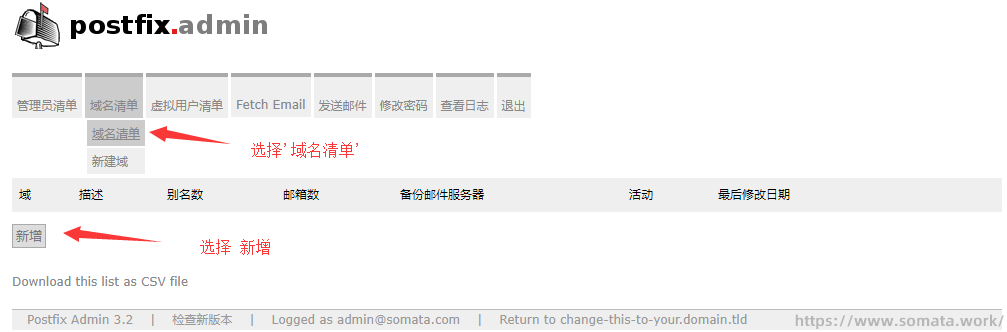 postfix.admin
管理员清单 域名清单 虚拟用户清单 Fetch Email 发送邮件 修改密码 查看日志 退出
域名清单
选择'域名清单'
新建域
域 描述 别名数 邮箱数 备份邮件服务器 活动 最后修改日期
新增
选择 新增
Download this list as CSV file
Postfix Admin 3.2 | 检查新版本 | Logged as admin@somata.com | Return to change-this-to-your.domain.tld
https://www.somata.work/